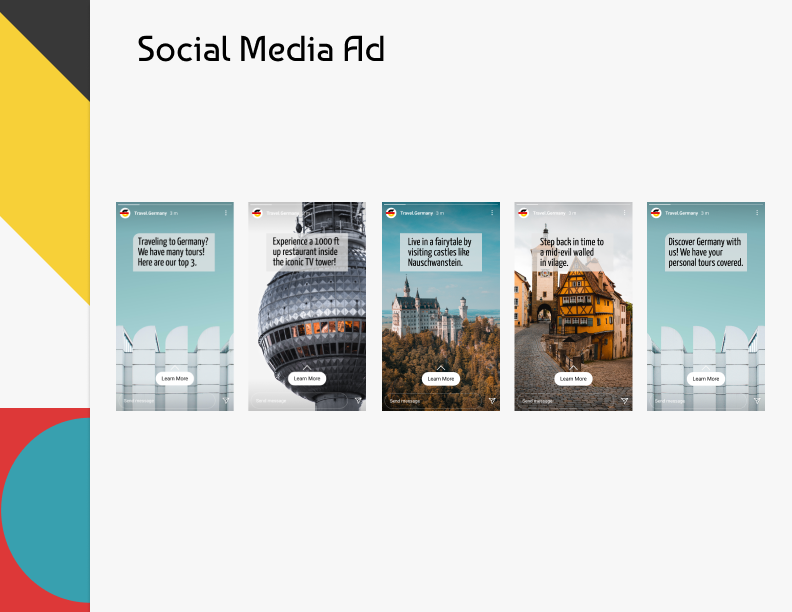 Social Media Ad
Travel.Germany 3 m
Traveling to Germany?
We have many tours!
Here are our top 3.
Learn More
Send message
Travel.Germany
Experience a 1000 ft
up restaurant inside
the iconic TV tower!
Learn More
Send message
Travel.Germany 3 m
Live in a fairytale by
visiting castles like
Nauschwanstein.
Learn More
Send message
Travel.Germany 3 m
Step back in time to
a mid-evil walled
in vilage.
Learn More
Send message
Travel.Germany 3 m
Discover Germany with
us! We have your
personal tours covered.
Learn More
Send message